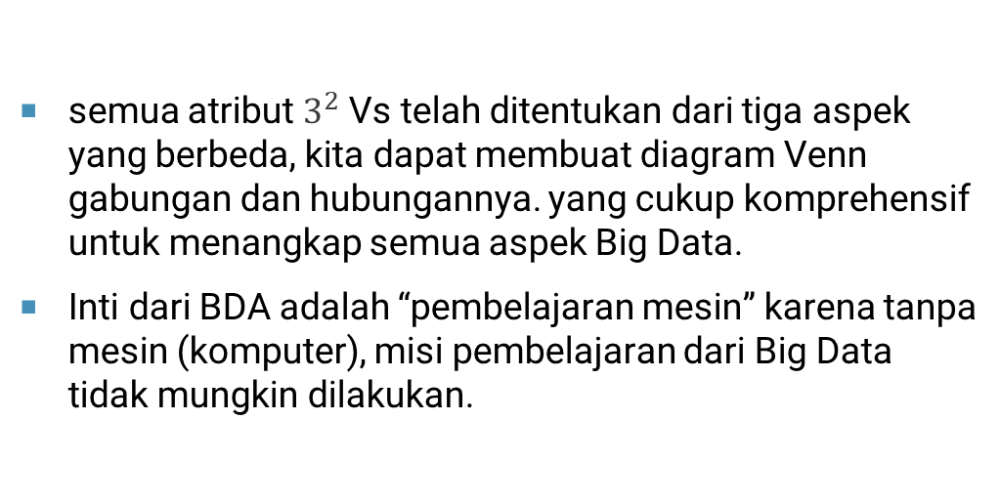 semua atribut 3² Vs telah ditentukan dari tiga aspek
yang berbeda, kita dapat membuat diagram Venn
gabungan dan hubungannya. yang cukup komprehensif
untuk menangkap semua aspek Big Data.
Inti dari BDA adalah “pembelajaran mesin” karena tanpa
mesin (komputer), misi pembelajaran dari Big Data
tidak mungkin dilakukan.